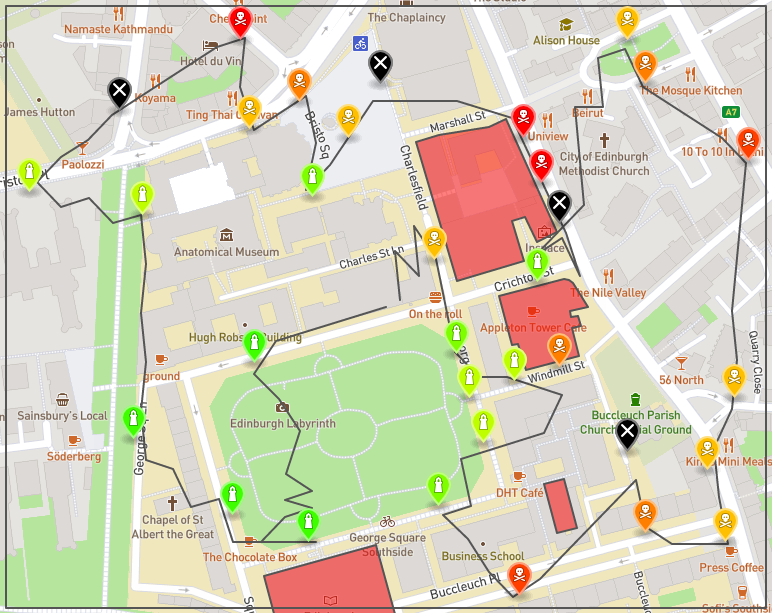 The Chaplaincy
Namaste Kathmandu
Alison House
Hotel du Vin
Koyama
The Mosque Kitchen
James Hutton
Ting Thai Caravan
Beirut
A7
Marshall St
Bristo Sq
Uniview
Paolozzi
10 To 10 In Delhi
City of Edinburgh
Methodist Church
Charlesfield
Anatomical Museum
Charles St Ln
Crichton St
The Nile Valley
On the roll
Hugh Robson Building
Appleton Tower Cafe
Quarry Close
Windmill St
56 North
Sainsbury's Local
Edinburgh Labyrinth
Buccleuch Parish
Church Burial Ground
Söderberg
King's Mini Meals
DHT Café
Chapel of St
Albert the Great
George Square
Southside
The Chocolate Box
Business School
Press Coffee
Buccleuch Pl
Sofi's Southside